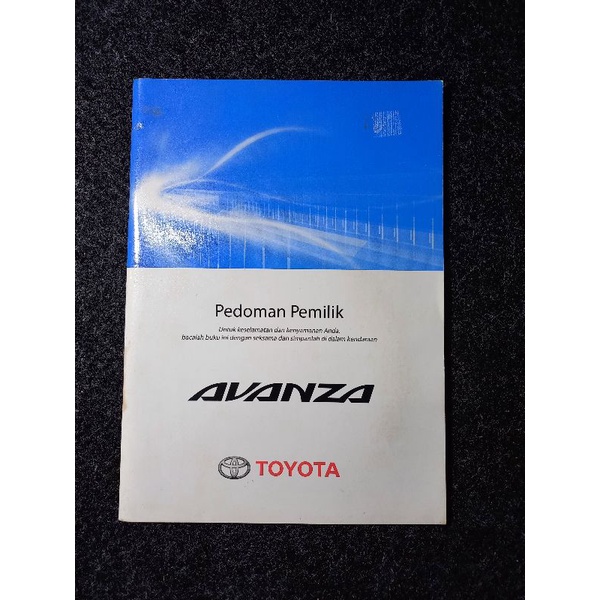 Pedoman Pemilik
Untuk keselamatan dan kenyamanan Anda,
bacalah buku ini dengan seksama dan simpanlah di dalam kendaraan
AVANZA
TOYOTA